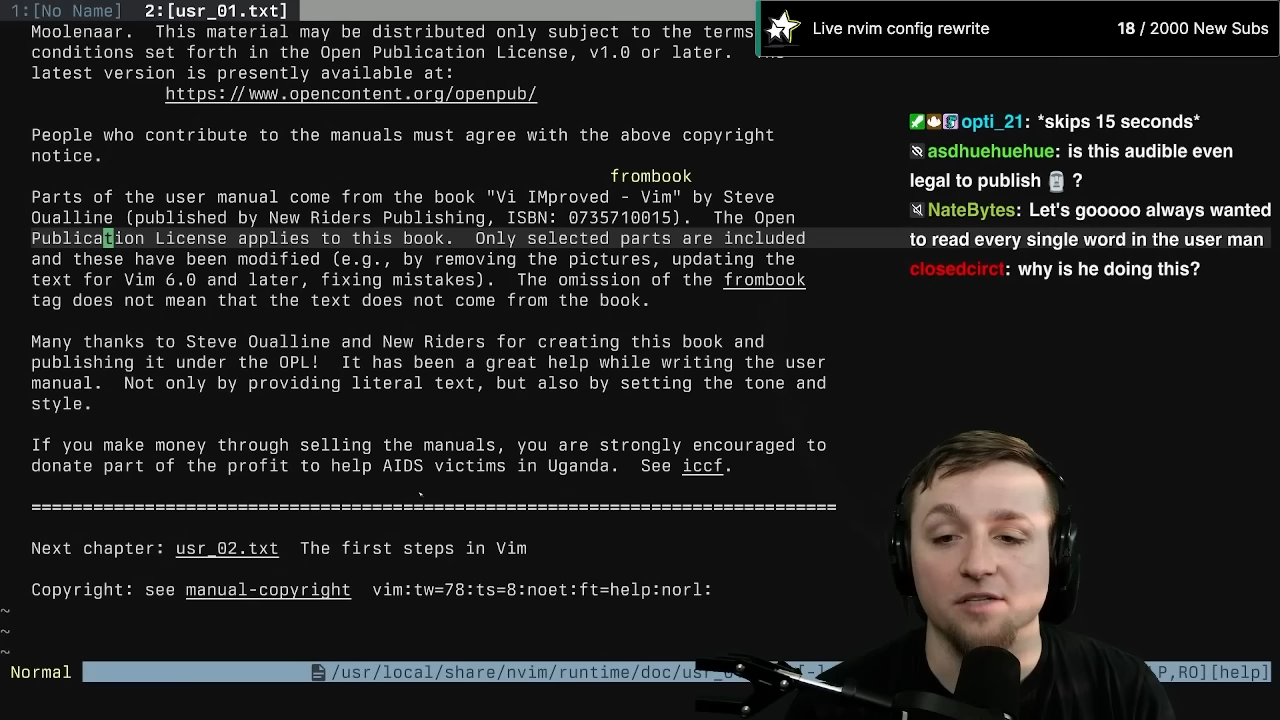 1:[No Name] 2:[usr_01.txt]
Live nvim config rewrite 18 / 2000 New Subs
Moolenaar. This material may be distributed only subject to the terms
conditions set forth in the Open Publication License, v1.0 or later.
latest version is presently available at:
https://www.opencontent.org/openpub/
People who contribute to the manuals must agree with the above copyright
notice.
frombook
Parts of the user manual come from the book "Vi IMproved - Vim" by Steve
Oualline (published by New Riders Publishing, ISBN: 0735710015). The Open
Publication License applies to this book. Only selected parts are included
and these have been modified (e.g., by removing the pictures, updating the
text for Vim 6.0 and later, fixing mistakes). The omission of the frombook
tag does not mean that the text does not come from the book.
Many thanks to Steve Oualline and New Riders for creating this book and
publishing it under the OPL! It has been a great help while writing the user
manual. Not only by providing literal text, but also by setting the tone and
style.
If you make money through selling the manuals, you are strongly encouraged to
donate part of the profit to help AIDS victims in Uganda. See iccf.
==============================================================================
Next chapter: usr_02.txt The first steps in Vim
Copyright: see manual-copyright vim:tw=78:ts=8:noet:ft=help:norl:
~
~
~
Normal /usr/local/share/nvim/runtime/doc/usr_0 [-] P,RO][help]
opti_21: *skips 15 seconds*
asdhuehuehue: is this audible even
legal to publish 🗿 ?
NateBytes: Let's gooooo always wanted
to read every single word in the user man
closedcirct: why is he doing this?